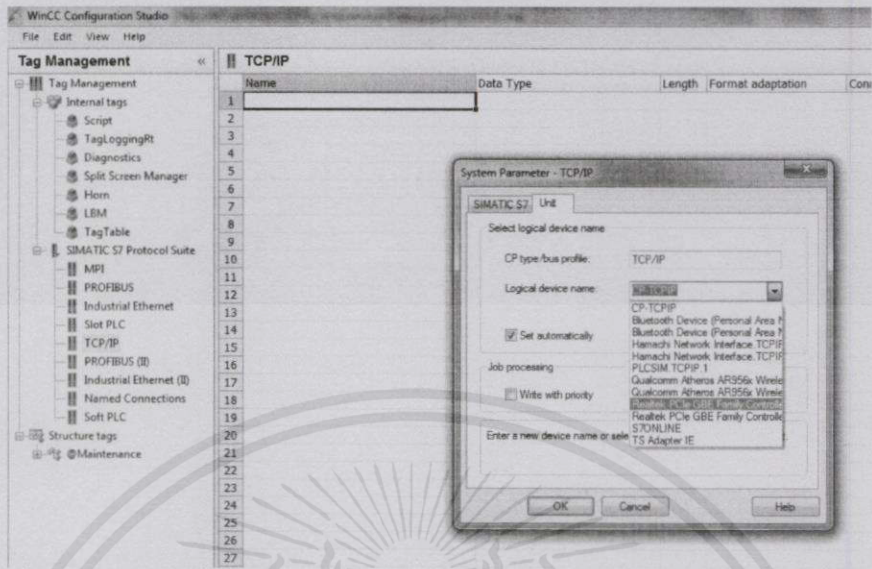 WinCC Configuration Studio
File Edit View Help
Tag Management «
TCP/IP
Tag Management
Internal tags
Script
TagLoggingRt
Diagnostics
Split Screen Manager
Horn
LBM
TagTable
SIMATIC S7 Protocol Suite
MPI
PROFIBUS
Industrial Ethernet
Slot PLC
TCP/IP
PROFIBUS (II)
Industrial Ethernet (II)
Named Connections
Soft PLC
Structure tags
@Maintenance
Name Data Type Length Format adaptation Con
1
2
3
4
5
6
7
8
9
10
11
12
13
14
15
16
17
18
19
20
21
22
23
24
25
26
27
System Parameter - TCP/IP
SIMATIC S7 Unit
Select logical device name
CP type/bus profile: TCP/IP
Logical device name: CP-TCPIP
CP-TCPIP
Bluetooth Device (Personal Area N
Bluetooth Device (Personal Area N
Hamachi Network Interface.TCPIP
Hamachi Network Interface.TCPIP
PLCSIM.TCPIP.1
Qualcomm Atheros AR956x Wirele
Qualcomm Atheros AR956x Wirele
Realtek PCIe GBE Family Controlle
Realtek PCIe GBE Family Controlle
S7ONLINE
TS Adapter IE
Set automatically
Job processing
Write with priority
Enter a new device name or sele
OK Cancel Help